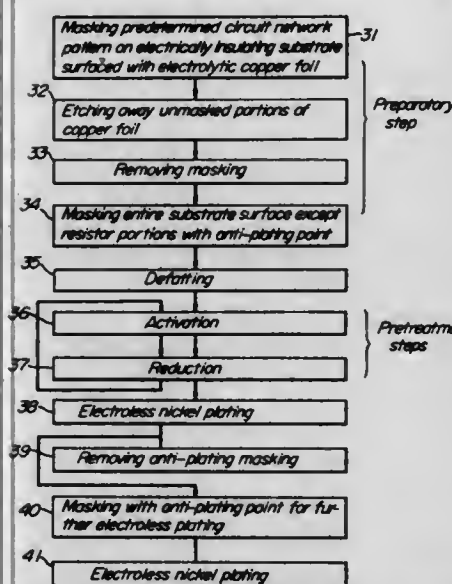 31
Masking predetermined circuit network
pattern on electrically insulating substrate
surfaced with electrolytic copper foil
32
Etching away unmasked portions of
copper foil
Preparatory
step
33
Removing masking
34
Masking entire substrate surface except
resistor portions with anti-plating point
35
Defatting
36
Activation
Pretreatme
steps
37
Reduction
38
Electroless nickel plating
39
Removing anti-plating masking
40
Masking with anti-plating point for fur-
ther electroless plating
41
Electroless nickel plating